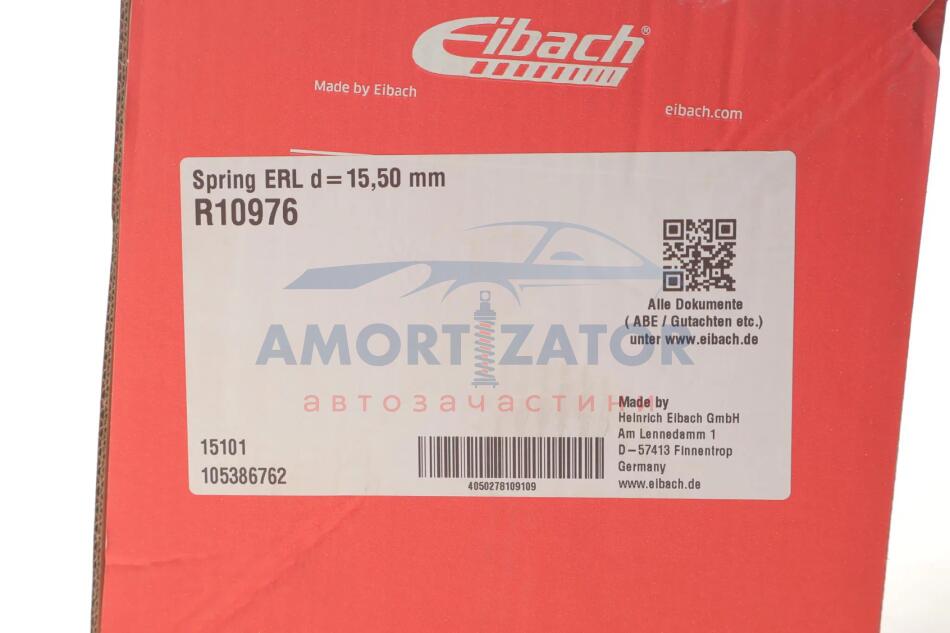 Eibach®
Made by Eibach
eibach.com
Spring ERL d=15,50 mm
R10976
Alle Dokumente
( ABE / Gutachten etc.)
unter www.eibach.de
AMORTIZATOR
автозачастини
Made by
Heinrich Eibach GmbH
Am Lennedamm 1
D-57413 Finnentrop
Germany
www.eibach.de
15101
105386762
4050278109109